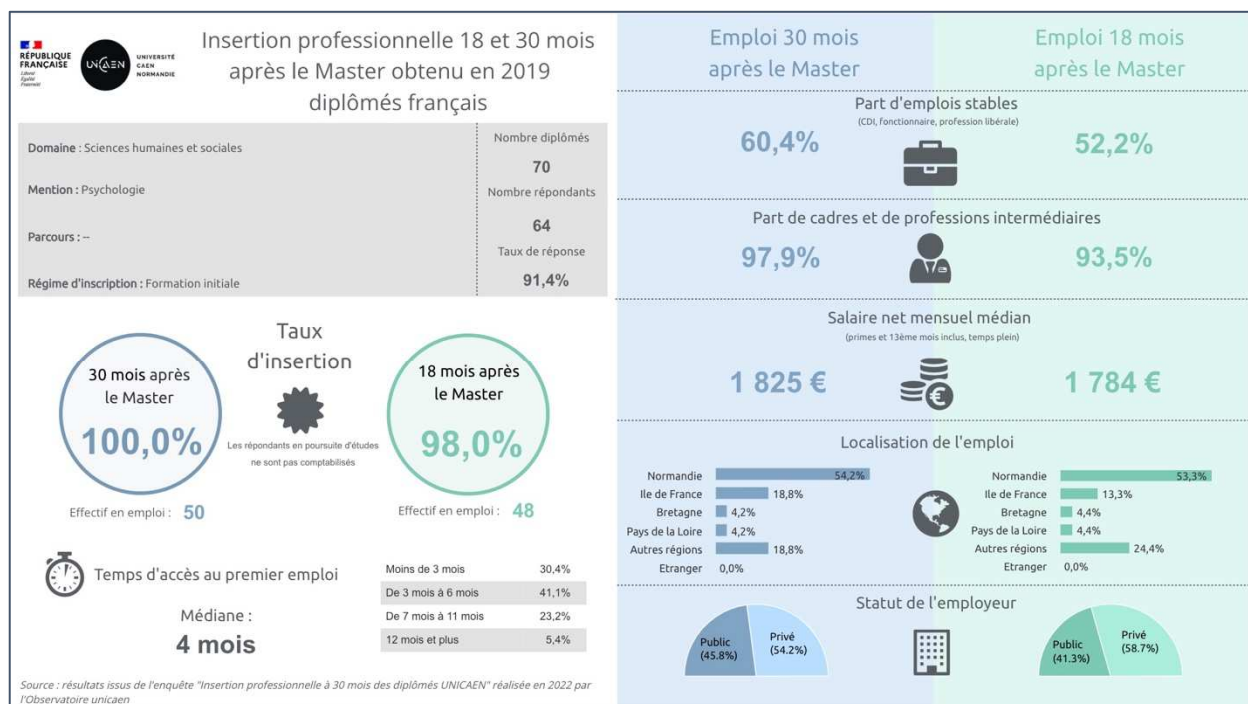 RÉPUBLIQUE
FRANÇAISE
Liberté
Égalité
Fraternité
UNICAEN
UNIVERSITÉ
CAEN
NORMANDIE
Insertion professionnelle 18 et 30 mois
après le Master obtenu en 2019
diplômés français
Domaine : Sciences humaines et sociales
Mention : Psychologie
Parcours : --
Régime d'inscription : Formation initiale
Nombre diplômés
70
Nombre répondants
64
Taux de réponse
91,4%
Taux
d'insertion
30 mois après
le Master
100,0%
Effectif en emploi : 50
Les répondants en poursuite d'études
ne sont pas comptabilisés
18 mois après
le Master
98,0%
Effectif en emploi : 48
Temps d'accès au premier emploi
Médiane :
4 mois
Moins de 3 mois 30,4%
De 3 mois à 6 mois 41,1%
De 7 mois à 11 mois 23,2%
12 mois et plus 5,4%
Source : résultats issus de l'enquête "Insertion professionnelle à 30 mois des diplômés UNICAEN" réalisée en 2022 par
l'Observatoire unicaen
Emploi 30 mois
après le Master
Emploi 18 mois
après le Master
Part d'emplois stables
(CDI, fonctionnaire, profession libérale)
60,4% 52,2%
Part de cadres et de professions intermédiaires
97,9% 93,5%
Salaire net mensuel médian
(primes et 13ème mois inclus, temps plein)
1 825 € 1 784 €
Localisation de l'emploi
Normandie 54,2%
Ile de France 18,8%
Bretagne 4,2%
Pays de la Loire 4,2%
Autres régions 18,8%
Etranger 0,0%
Normandie 53,3%
Ile de France 13,3%
Bretagne 4,4%
Pays de la Loire 4,4%
Autres régions 24,4%
Etranger 0,0%
Statut de l'employeur
Public
(45.8%)
Privé
(54.2%)
Public
(41.3%)
Privé
(58.7%)